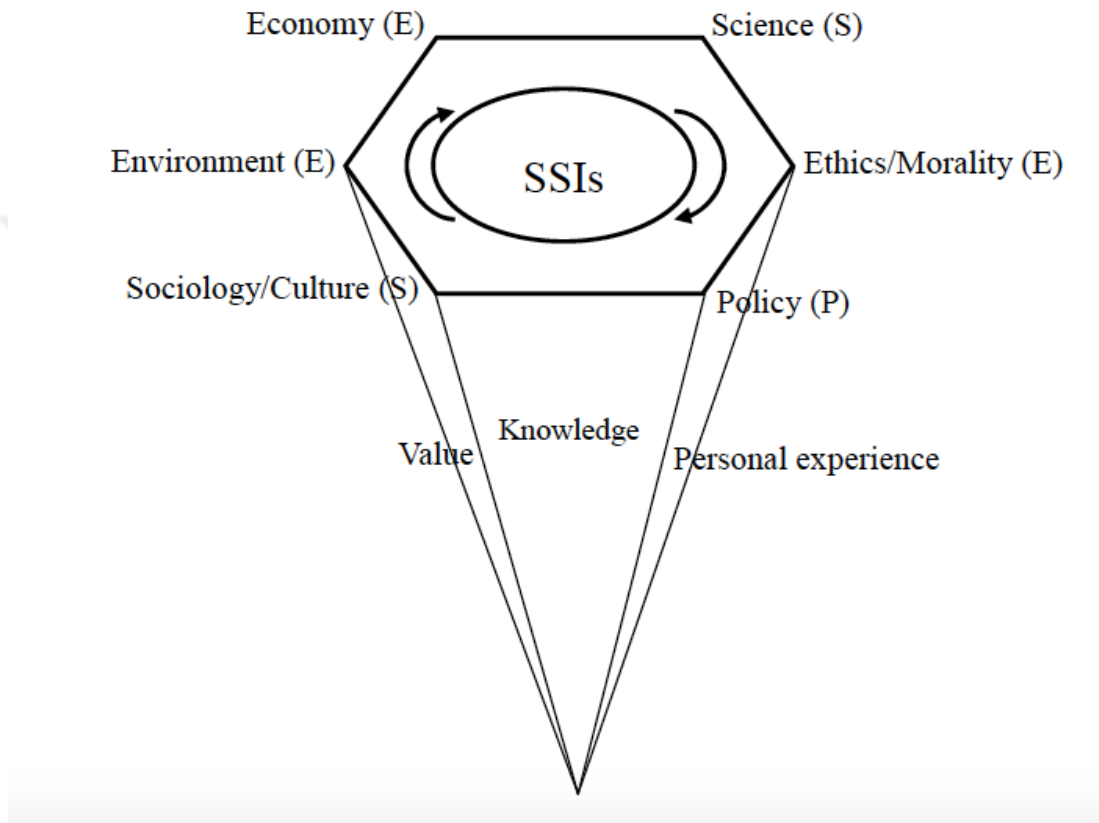 Economy (E)
Science (S)
Environment (E)
SSIs
Ethics/Morality (E)
Sociology/Culture (S)
Policy (P)
Knowledge
Value
Personal experience